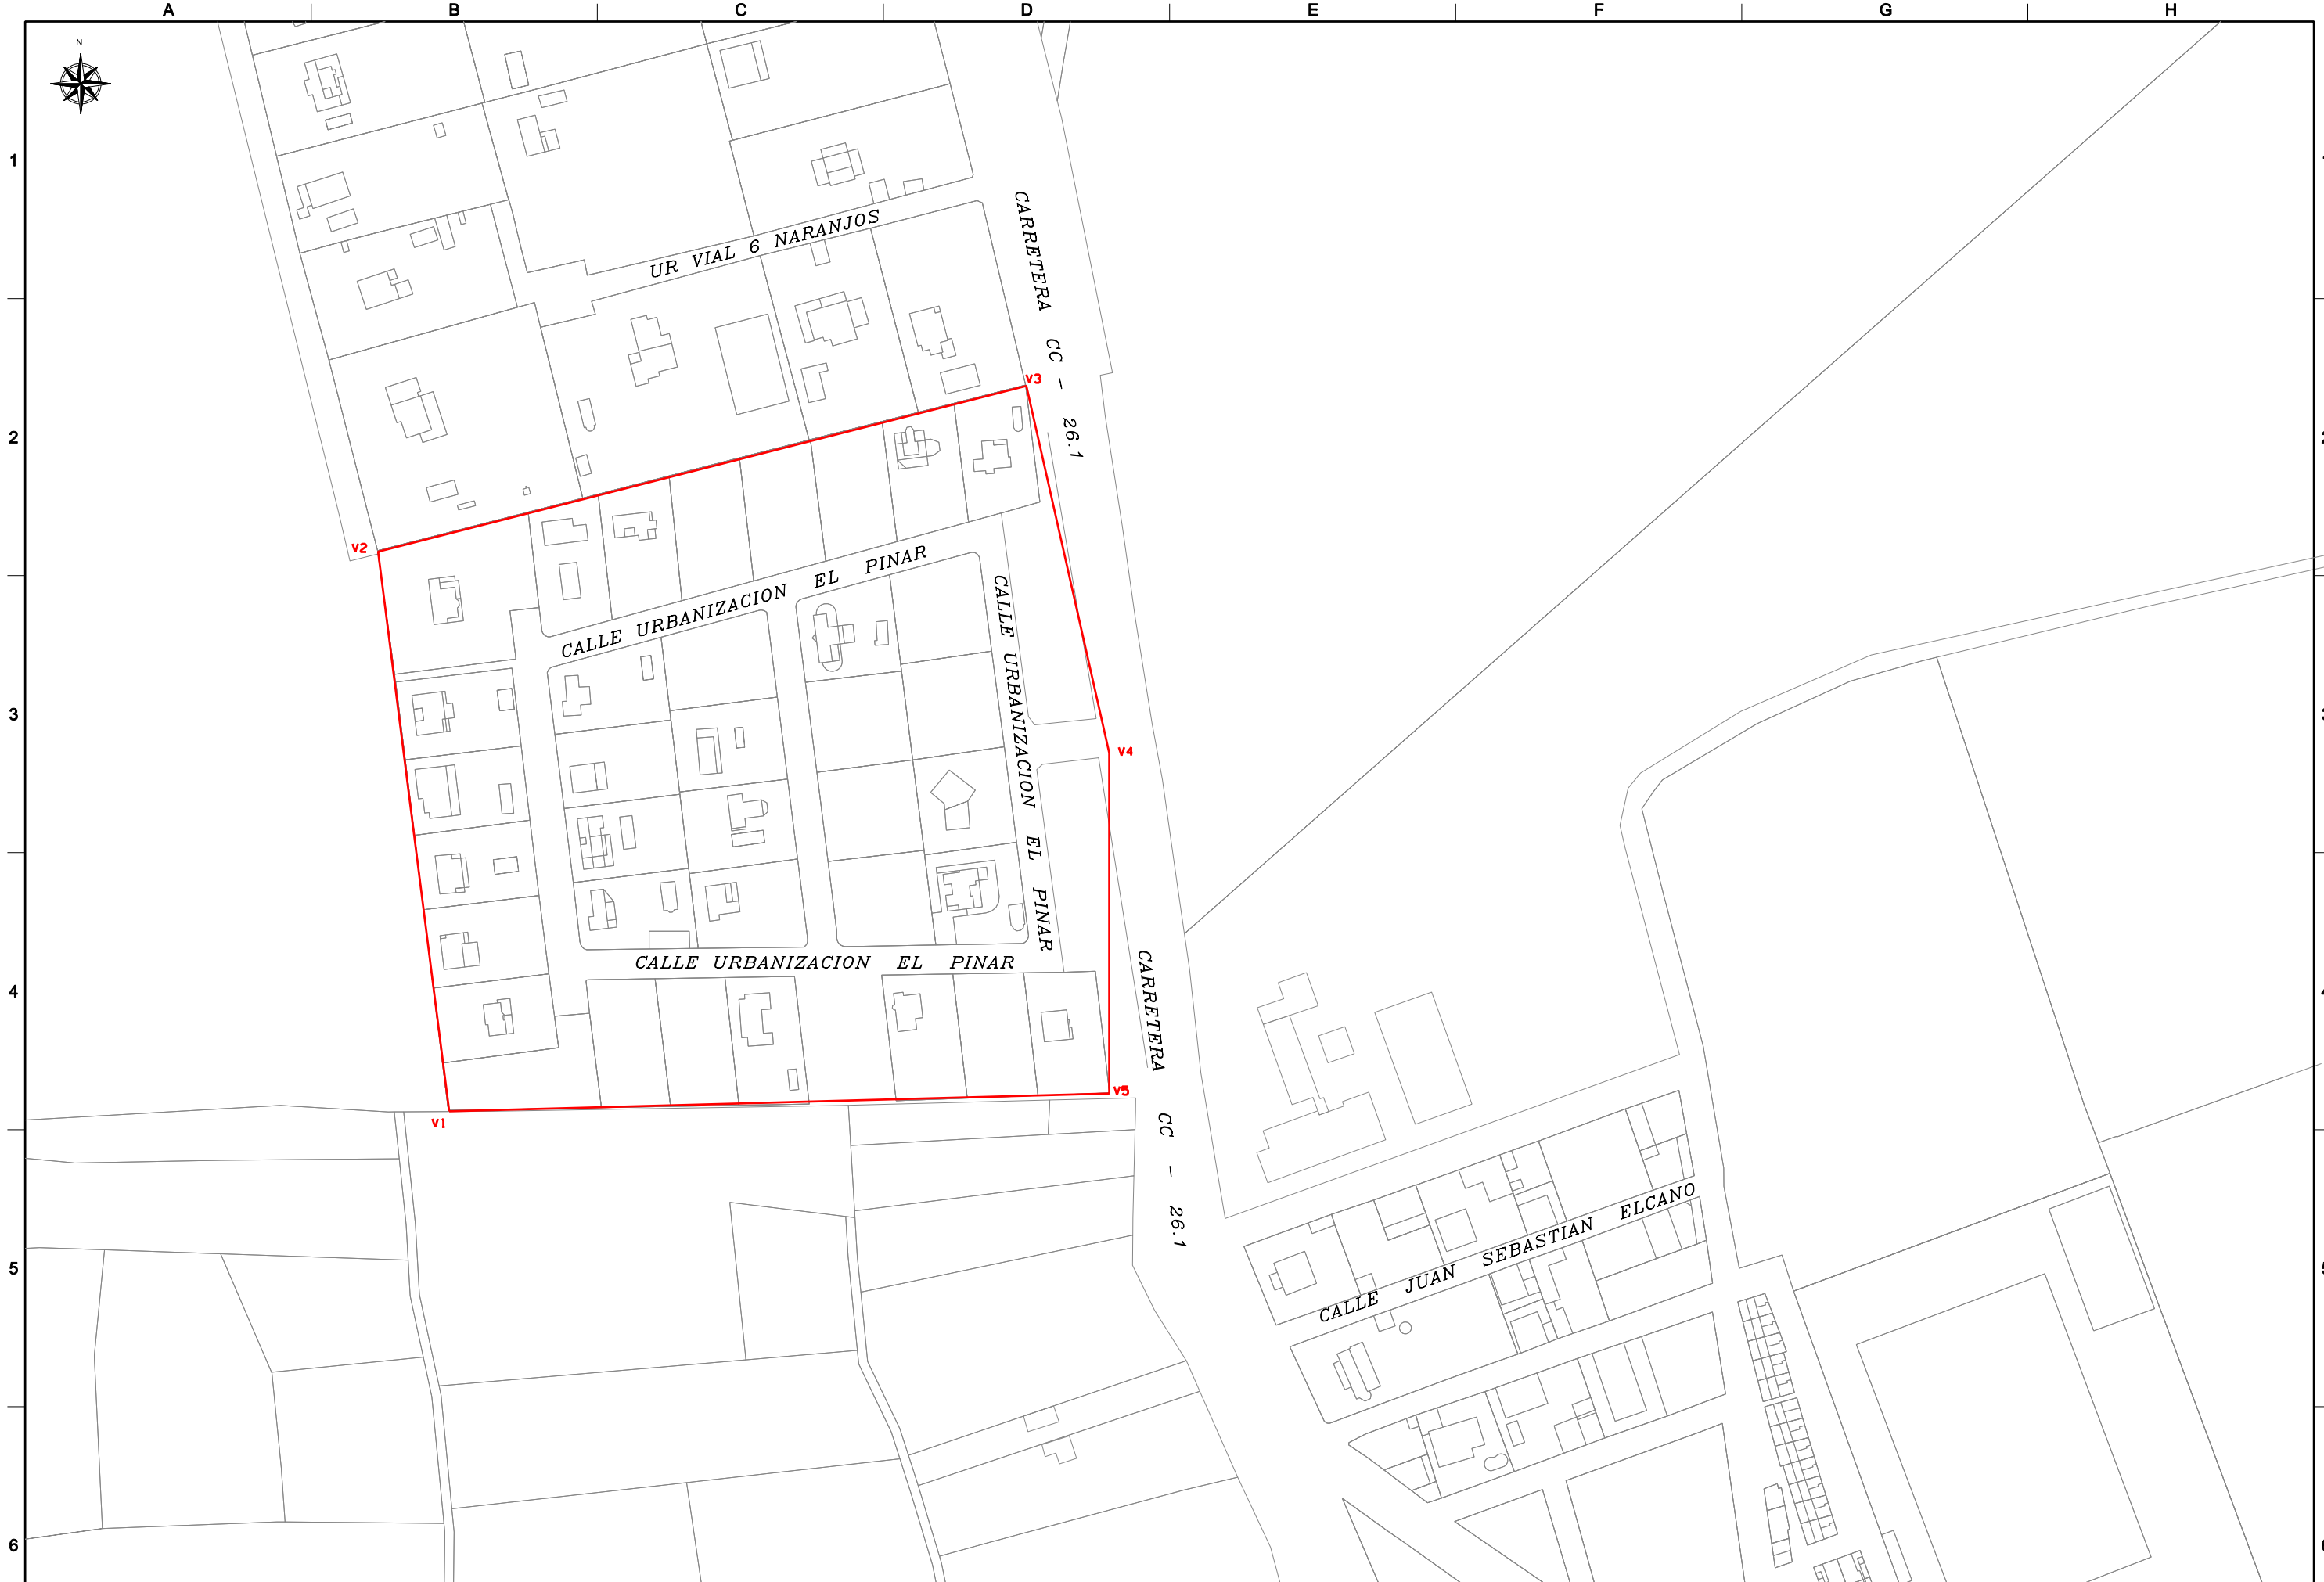 A B C D E F G H
N
1
UR VIAL 6 NARANJOS
CARRETERA CC - 26.1
V3
2
V2
CALLE URBANIZACION EL PINAR
CALLE URBANIZACION EL PINAR
3
V4
CALLE URBANIZACION EL PINAR
4
CARRETERA CC - 26.1
V5
V1
CALLE JUAN SEBASTIAN ELCANO
5
6